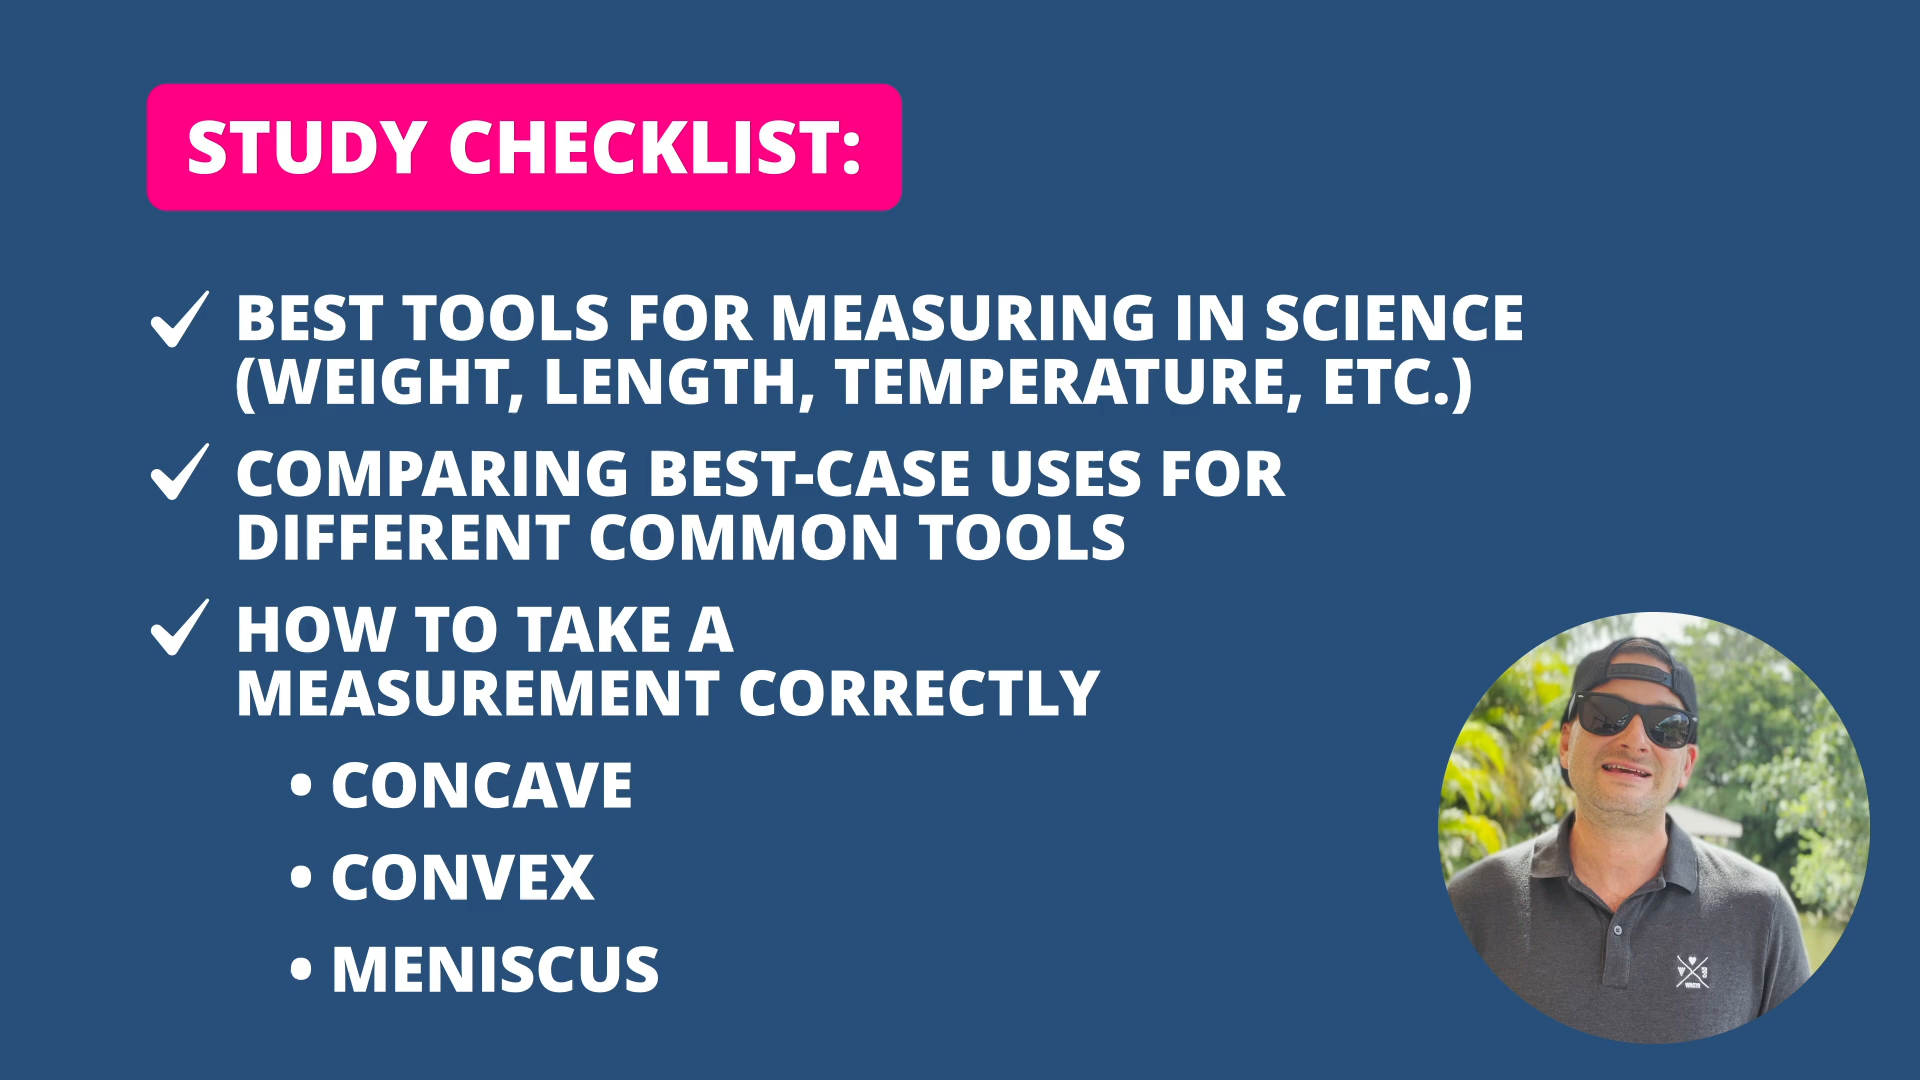 STUDY CHECKLIST:
BEST TOOLS FOR MEASURING IN SCIENCE
(WEIGHT, LENGTH, TEMPERATURE, ETC.)
COMPARING BEST-CASE USES FOR
DIFFERENT COMMON TOOLS
HOW TO TAKE A
MEASUREMENT CORRECTLY
• CONCAVE
• CONVEX
• MENISCUS